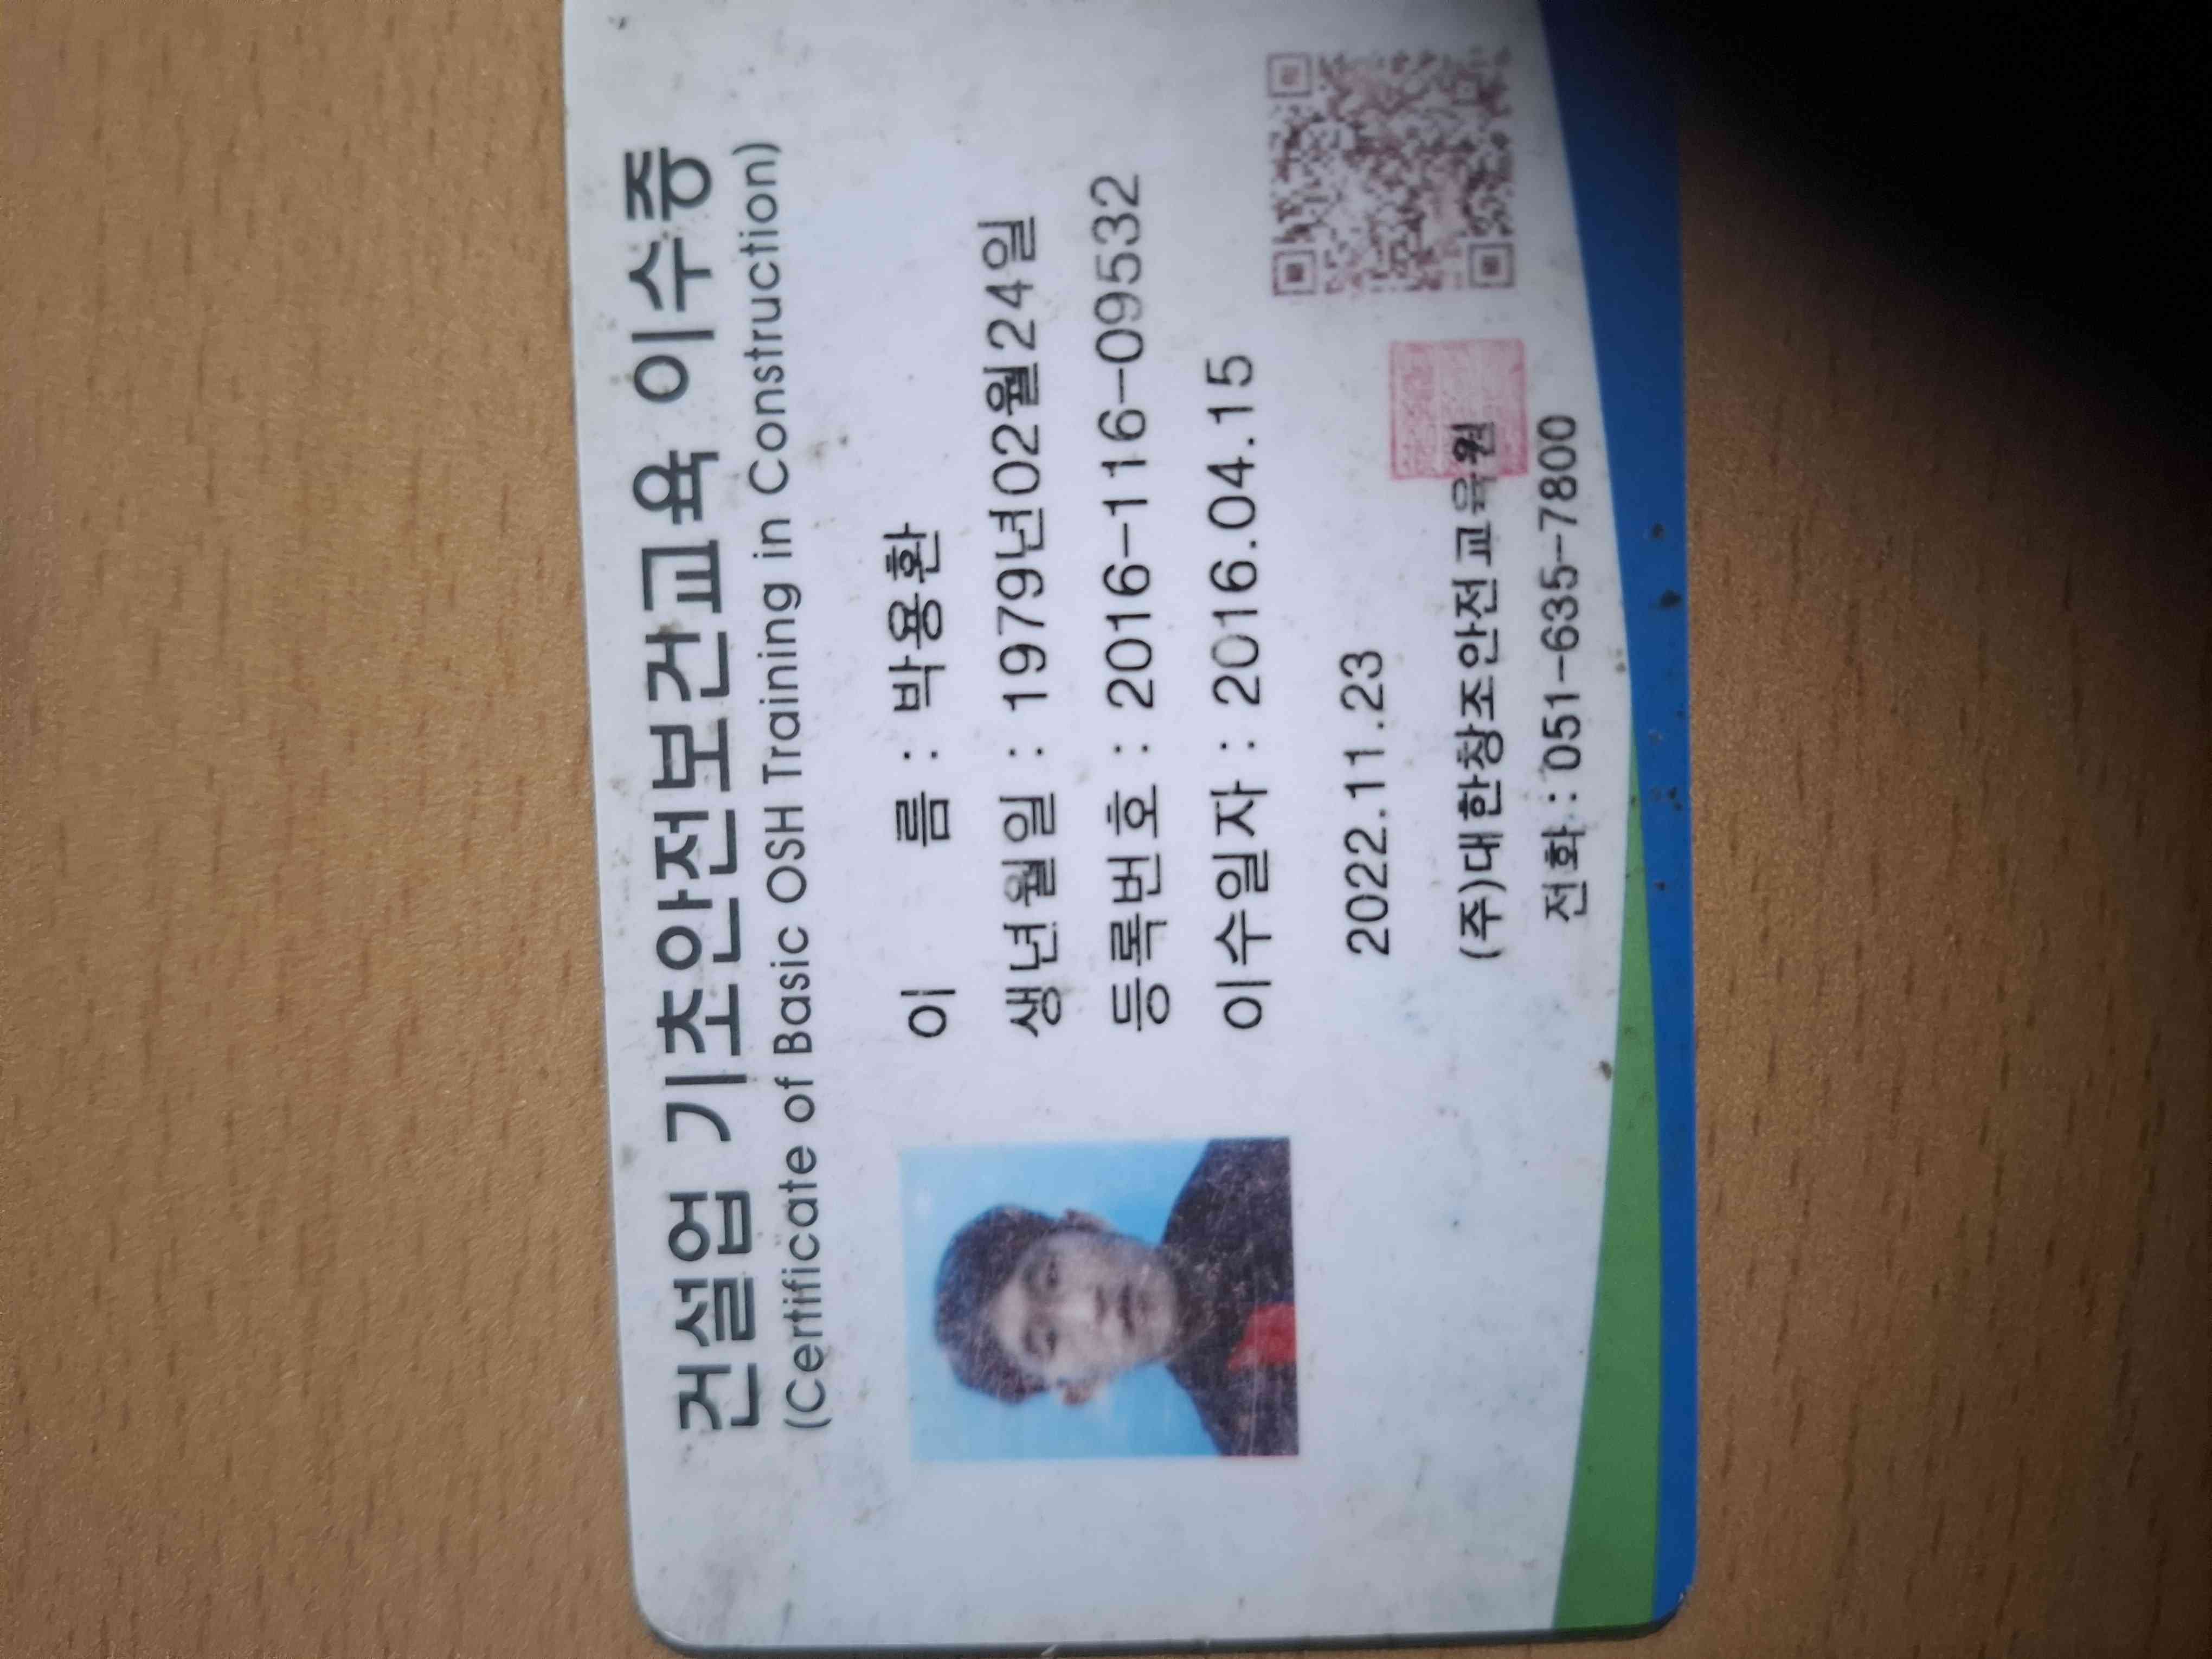 건설업 기초안전보건교육 이수증
(Certificate of Basic OSH Training in Construction)
이 름 : 박용환
생년월일 : 1979년02월24일
등록번호 : 2016-116-09532
이수일자 : 2016.04.15
2022.11.23
(주)대한창조안전교육원
전화 : 051-635-7800